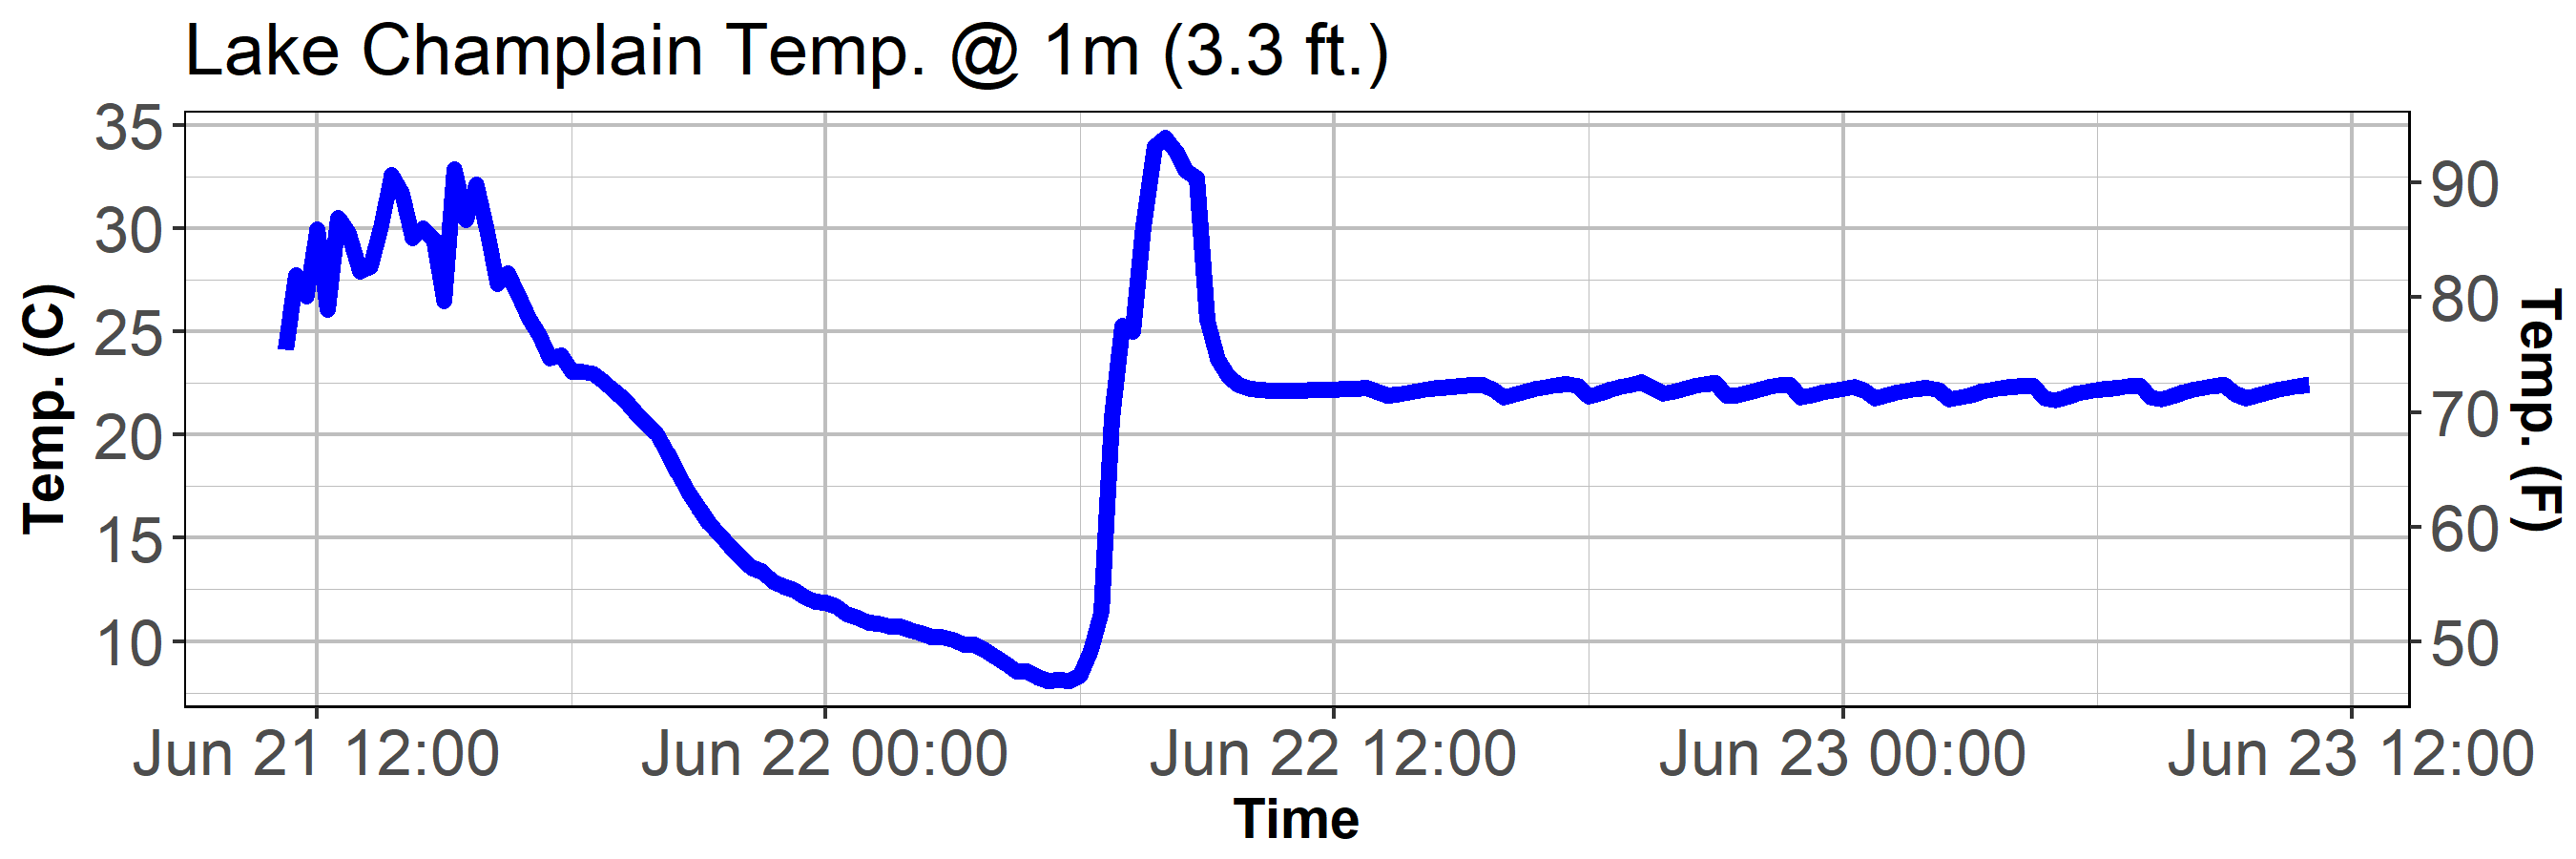 Lake Champlain Temp. @ 1m (3.3 ft.)
35
30
25
20
15
10
Temp. (C)
90
80
70
60
50
Temp. (F)
Jun 21 12:00
Jun 22 00:00
Jun 22 12:00
Jun 23 00:00
Jun 23 12:00
Time